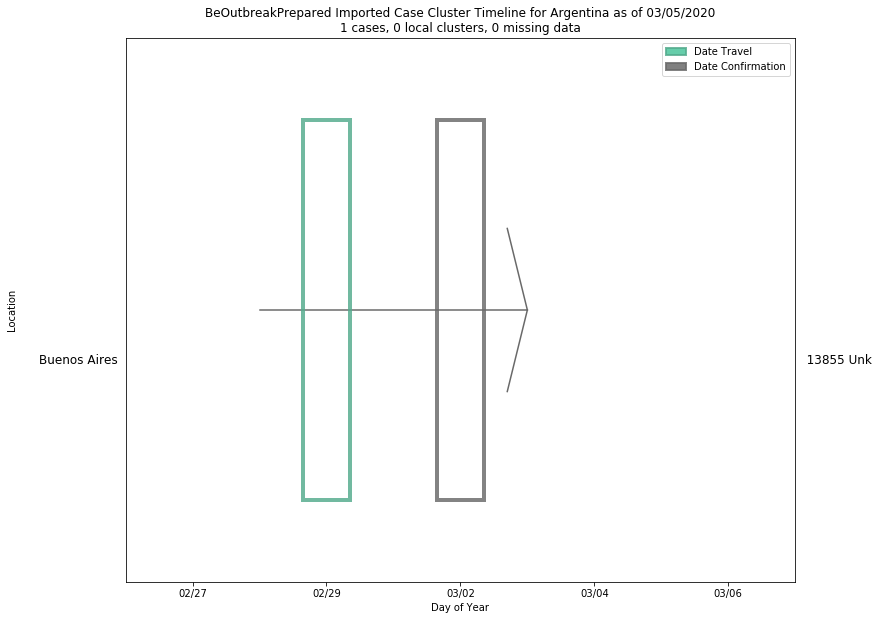 BeOutbreakPrepared Imported Case Cluster Timeline for Argentina as of 03/05/2020
1 cases, 0 local clusters, 0 missing data
Date Travel
Date Confirmation
Location
Buenos Aires
13855 Unk
02/27
02/29
03/02
03/04
03/06
Day of Year